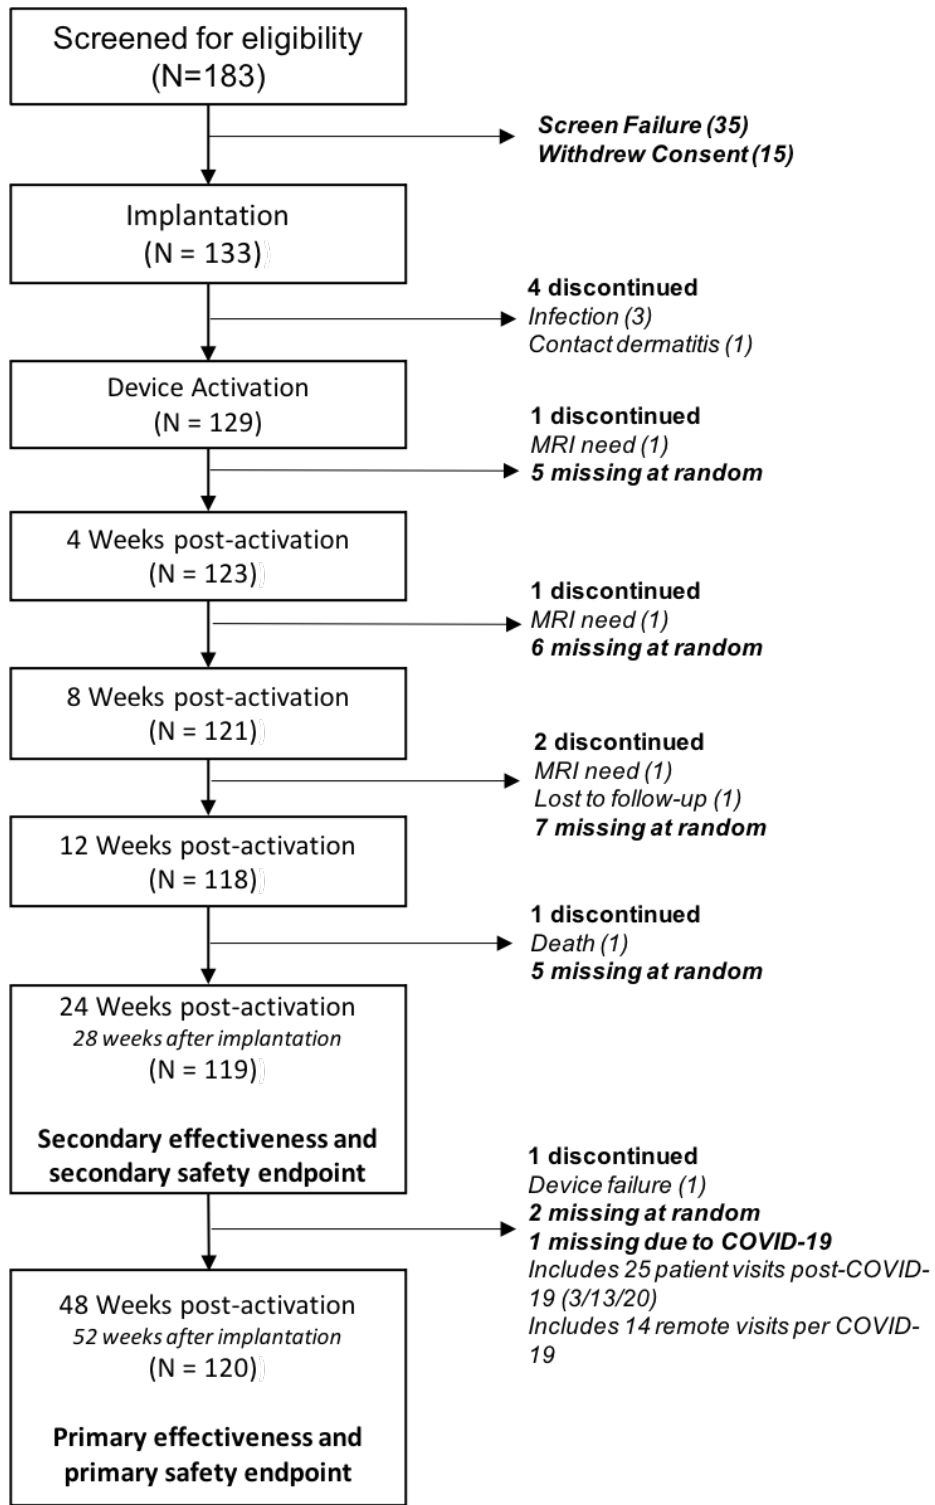 Screened for eligibility
(N=183)
Screen Failure (35)
Withdrew Consent (15)
Implantation
(N = 133)
4 discontinued
Infection (3)
Contact dermatitis (1)
Device Activation
(N = 129)
1 discontinued
MRI need (1)
5 missing at random
4 Weeks post-activation
(N = 123)
1 discontinued
MRI need (1)
6 missing at random
8 Weeks post-activation
(N = 121)
2 discontinued
MRI need (1)
Lost to follow-up (1)
7 missing at random
12 Weeks post-activation
(N = 118)
1 discontinued
Death (1)
5 missing at random
24 Weeks post-activation
28 weeks after implantation
(N = 119)
Secondary effectiveness and
secondary safety endpoint
1 discontinued
Device failure (1)
2 missing at random
1 missing due to COVID-19
Includes 25 patient visits post-COVID-
19 (3/13/20)
Includes 14 remote visits per COVID-
19
48 Weeks post-activation
52 weeks after implantation
(N = 120)
Primary effectiveness and
primary safety endpoint